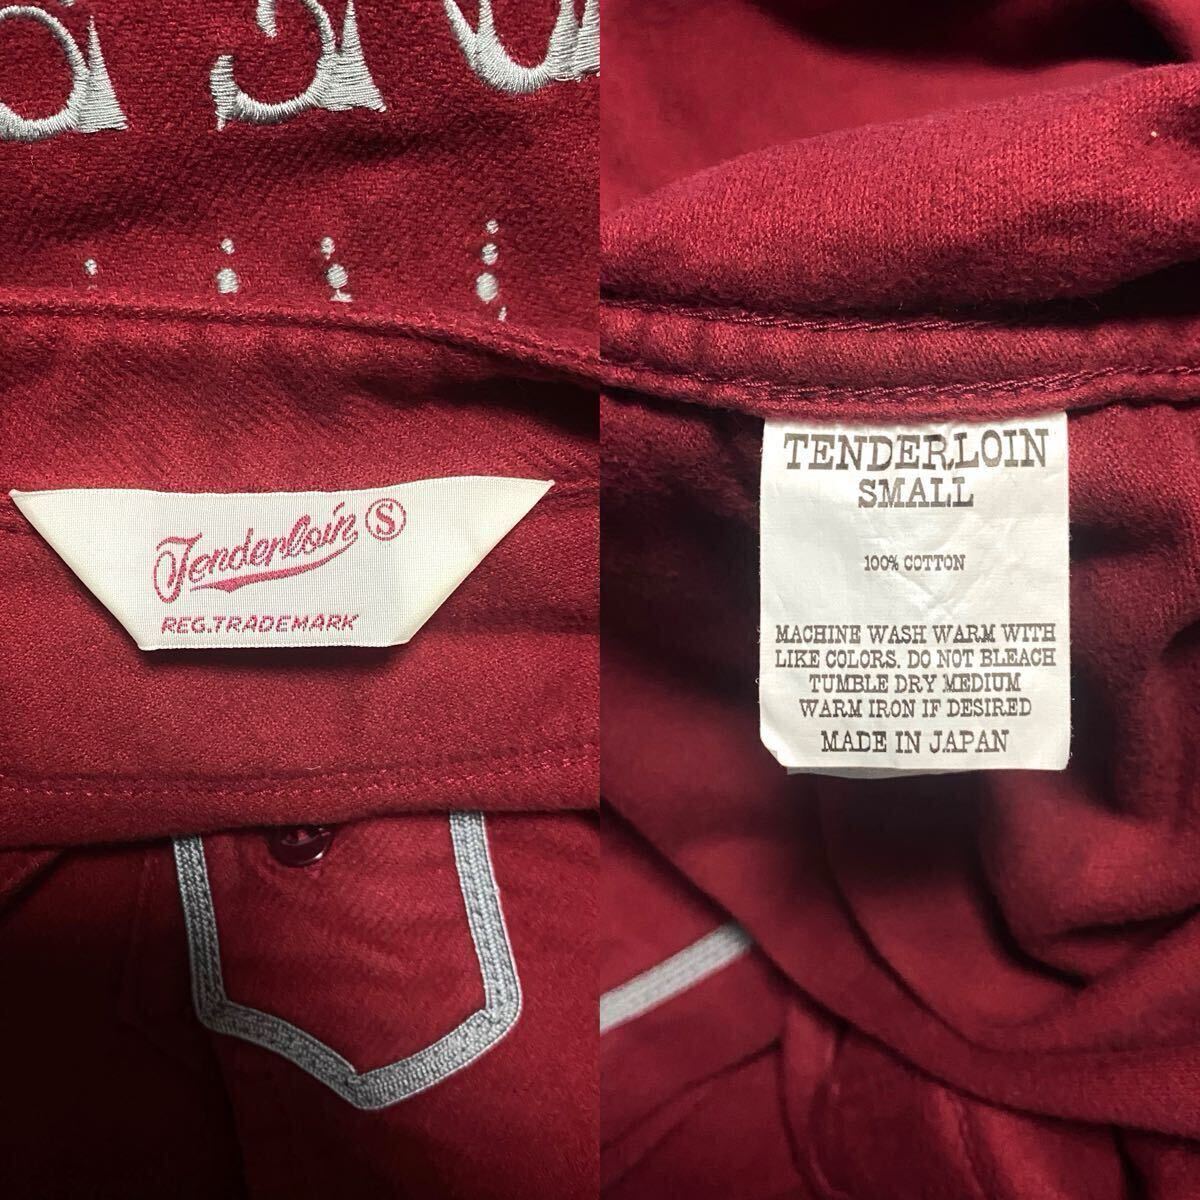 Tenderloin S
REG.TRADEMARK
TENDERLOIN
SMALL
100% COTTON
MACHINE WASH WARM WITH
LIKE COLORS. DO NOT BLEACH
TUMBLE DRY MEDIUM
WARM IRON IF DESIRED
MADE IN JAPAN